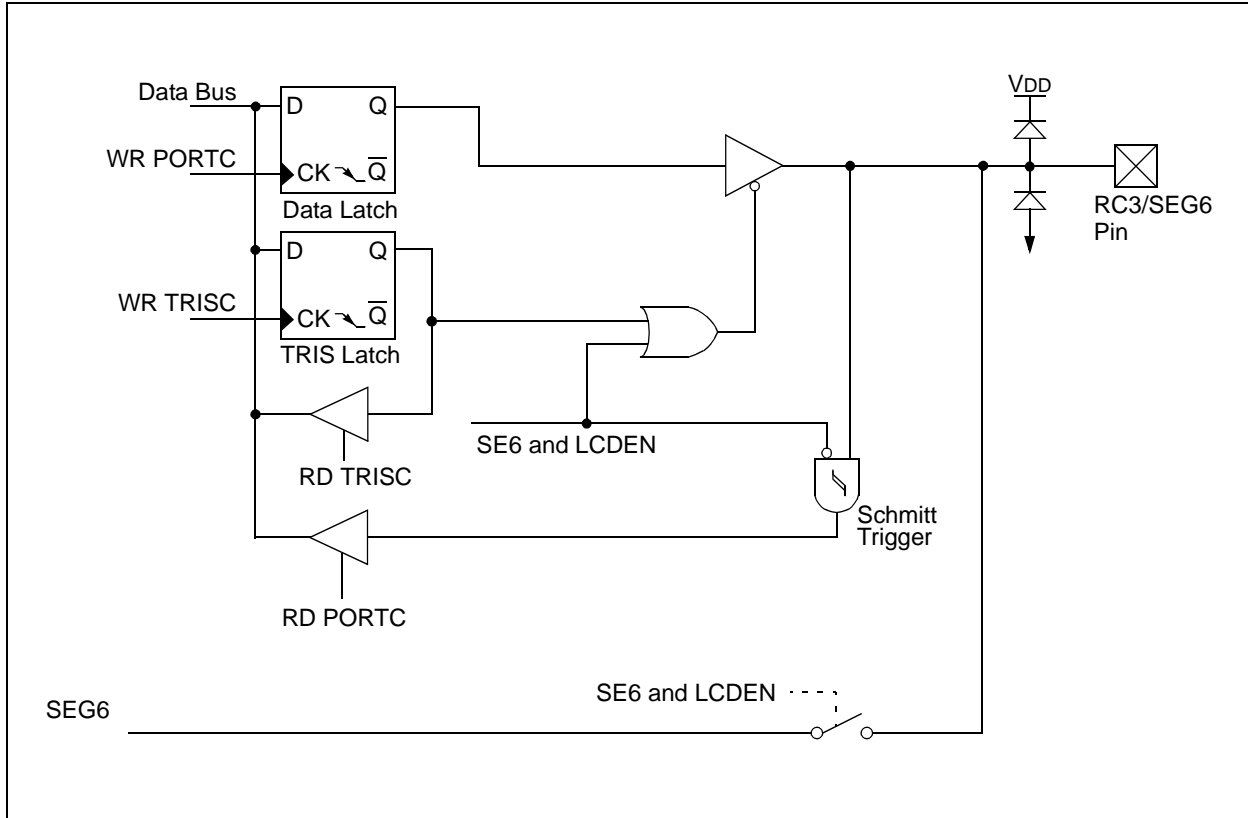 Data Bus
D Q
VDD
WR PORTC
CK Q
Data Latch
RC3/SEG6
Pin
D Q
WR TRISC
CK Q
TRIS Latch
SE6 and LCDEN
RD TRISC
Schmitt
Trigger
RD PORTC
SE6 and LCDEN
SEG6